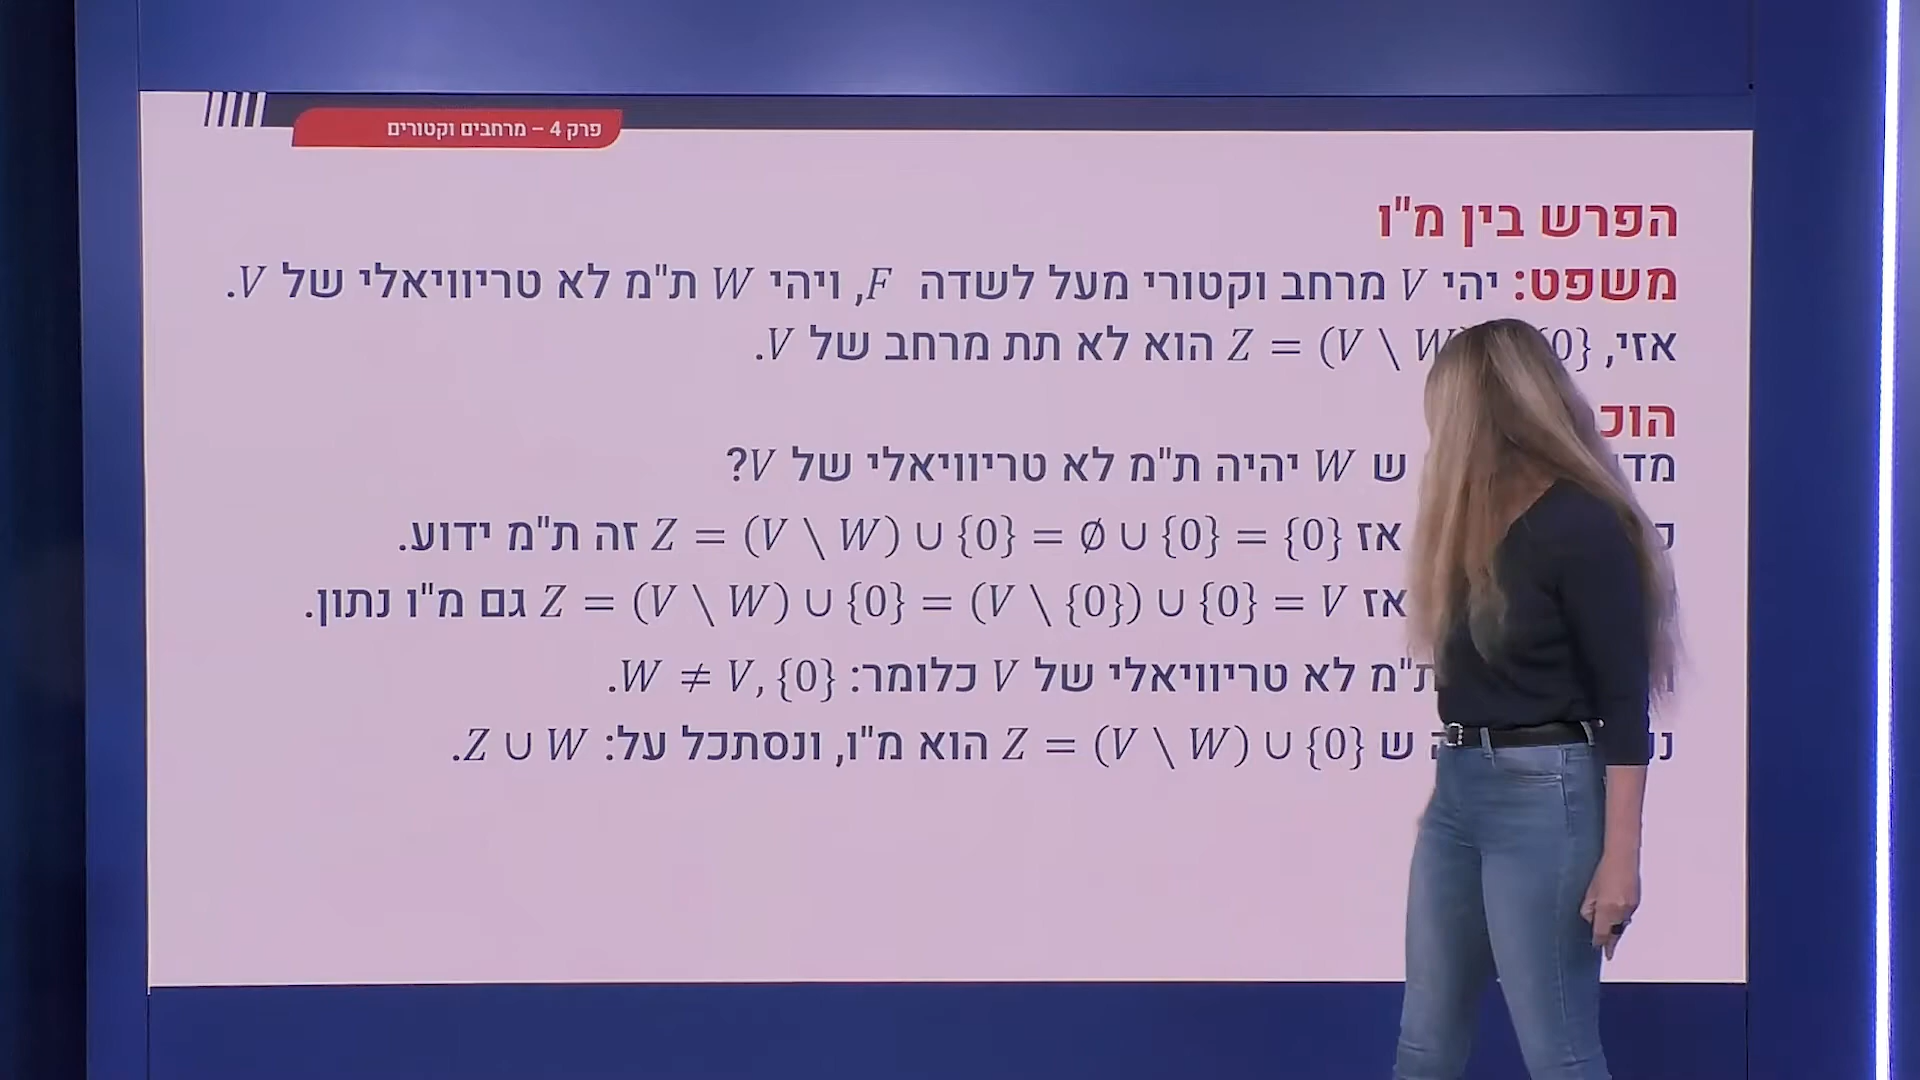 פרק 4 – מרחבים וקטורים
הפרש בין מ"ו
משפט: יהי V מרחב וקטורי מעל לשדה F, ויהי W ת"מ לא טריוויאלי של V.
אזי, Z = (V \ W {0} הוא לא תת מרחב של V.
ש W יהיה ת"מ לא טריוויאלי של V?
אז Z = (V \ W) ∪ {0} = ∅ ∪ {0} = {0} זה ת"מ ידוע.
אז Z = (V \ W) ∪ {0} = (V \ {0}) ∪ {0} = V גם מ"ו נתון.
ת"מ לא טריוויאלי של V כלומר: W ≠ V, {0}.
ש Z = (V \ W) ∪ {0} הוא מ"ו, ונסתכל על: Z ∪ W.